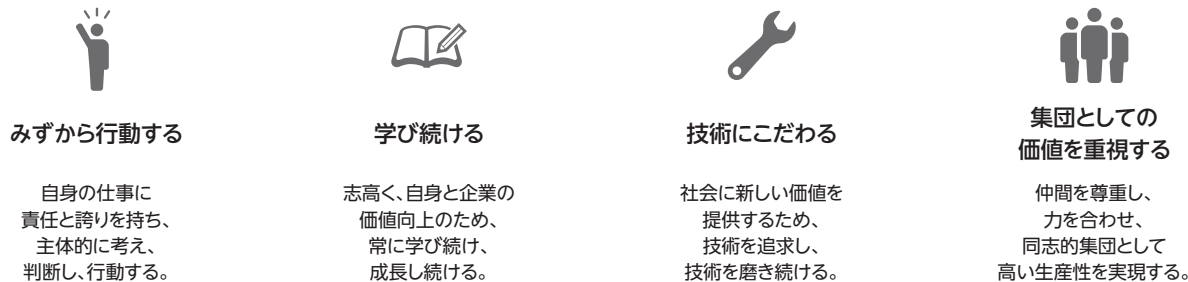 みずから行動する
自身の仕事に
責任と誇りを持ち、
主体的に考え、
判断し、行動する。
学び続ける
志高く、自身と企業の
価値向上のため、
常に学び続け、
成長し続ける。
技術にこだわる
社会に新しい価値を
提供するため、
技術を追求し、
技術を磨き続ける。
集団としての
価値を重視する
仲間を尊重し、
力を合わせ、
同志的集団として
高い生産性を実現する。